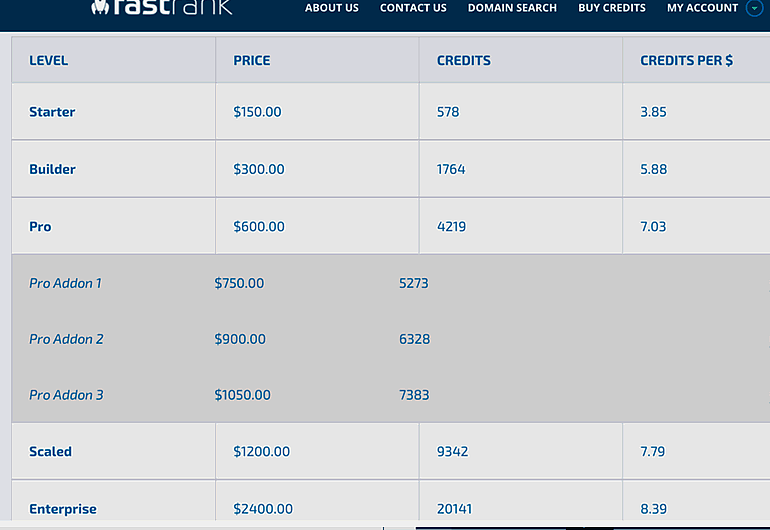 fastrank ABOUT US CONTACT US DOMAIN SEARCH BUY CREDITS MY ACCOUNT
LEVEL PRICE CREDITS CREDITS PER $
Starter $150.00 578 3.85
Builder $300.00 1764 5.88
Pro $600.00 4219 7.03
Pro Addon 1 $750.00 5273
Pro Addon 2 $900.00 6328
Pro Addon 3 $1050.00 7383
Scaled $1200.00 9342 7.79
Enterprise $2400.00 20141 8.39